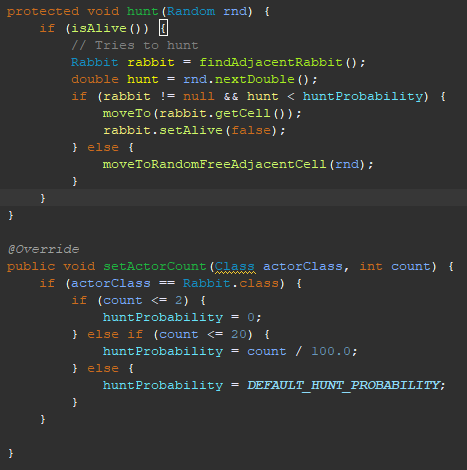 protected void hunt(Random rnd) {
    if (isAlive()) {
        // Tries to hunt
        Rabbit rabbit = findAdjacentRabbit();
        double hunt = rnd.nextDouble();
        if (rabbit != null && hunt < huntProbability) {
            moveTo(rabbit.getCell());
            rabbit.setAlive(false);
        } else {
            moveToRandomFreeAdjacentCell(rnd);
        }
    }
}

@Override
public void setActorCount(Class actorClass, int count) {
    if (actorClass == Rabbit.class) {
        if (count <= 2) {
            huntProbability = 0;
        } else if (count <= 20) {
            huntProbability = count / 100.0;
        } else {
            huntProbability = DEFAULT_HUNT_PROBABILITY;
        }
    }

}